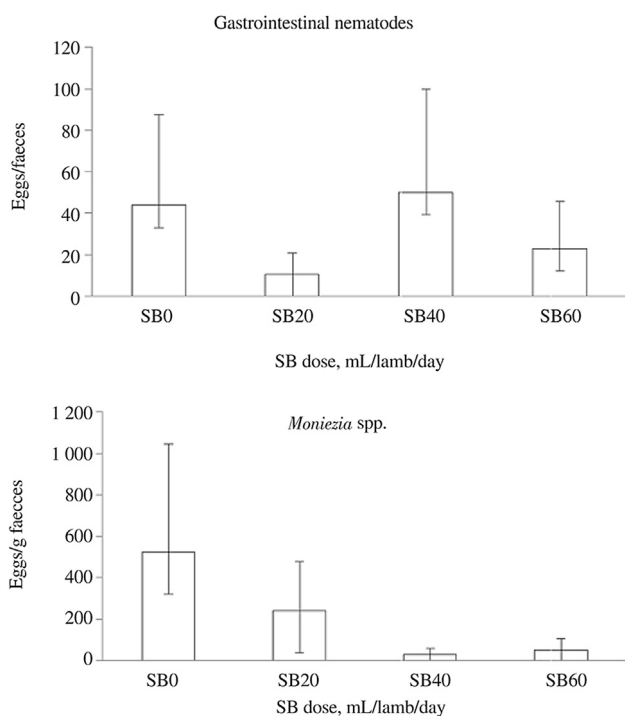 Gastrointestinal nematodes
Eggs/faeces
120
100
80
60
40
20
0
SB0 SB20 SB40 SB60
SB dose, mL/lamb/day
Moniezia spp.
Eggs/g faecces
1 200
1 000
800
600
400
200
0
SB0 SB20 SB40 SB60
SB dose, mL/lamb/day